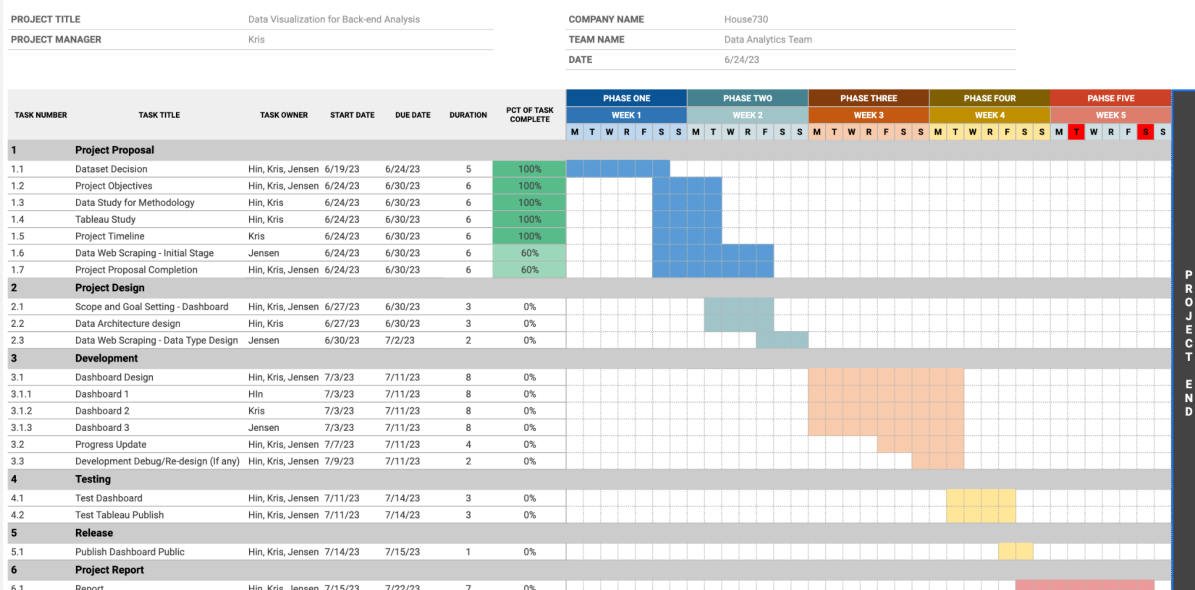 PROJECT TITLE Data Visualization for Back-end Analysis COMPANY NAME House730
PROJECT MANAGER Kris TEAM NAME Data Analytics Team
DATE 6/24/23
PHASE ONE PHASE TWO PHASE THREE PHASE FOUR PAHSE FIVE
TASK NUMBER TASK TITLE TASK OWNER START DATE DUE DATE DURATION PCT OF TASK COMPLETE WEEK 1 WEEK 2 WEEK 3 WEEK 4 WEEK 5
M T W R F S S M T W R F S S M T W R F S S M T W R F S S M T W R F S S
1 Project Proposal
1.1 Dataset Decision Hin, Kris, Jensen 6/19/23 6/24/23 5 100%
1.2 Project Objectives Hin, Kris, Jensen 6/24/23 6/30/23 6 100%
1.3 Data Study for Methodology Hin, Kris 6/24/23 6/30/23 6 100%
1.4 Tableau Study Hin, Kris 6/24/23 6/30/23 6 100%
1.5 Project Timeline Kris 6/24/23 6/30/23 6 100%
1.6 Data Web Scraping - Initial Stage Jensen 6/24/23 6/30/23 6 60%
1.7 Project Proposal Completion Hin, Kris, Jensen 6/24/23 6/30/23 6 60%
2 Project Design
2.1 Scope and Goal Setting - Dashboard Hin, Kris, Jensen 6/27/23 6/30/23 3 0%
2.2 Data Architecture design Hin, Kris 6/27/23 6/30/23 3 0%
2.3 Data Web Scraping - Data Type Design Jensen 6/30/23 7/2/23 2 0%
3 Development
3.1 Dashboard Design Hin, Kris, Jensen 7/3/23 7/11/23 8 0%
3.1.1 Dashboard 1 HIn 7/3/23 7/11/23 8 0%
3.1.2 Dashboard 2 Kris 7/3/23 7/11/23 8 0%
3.1.3 Dashboard 3 Jensen 7/3/23 7/11/23 8 0%
3.2 Progress Update Hin, Kris, Jensen 7/7/23 7/11/23 4 0%
3.3 Development Debug/Re-design (If any) Hin, Kris, Jensen 7/9/23 7/11/23 2 0%
4 Testing
4.1 Test Dashboard Hin, Kris, Jensen 7/11/23 7/14/23 3 0%
4.2 Test Tableau Publish Hin, Kris, Jensen 7/11/23 7/14/23 3 0%
5 Release
5.1 Publish Dashboard Public Hin, Kris, Jensen 7/14/23 7/15/23 1 0%
6 Project Report
6.1 Report Hin, Kris, Jensen 7/15/23 7/22/23 7 0%
PROJECT END